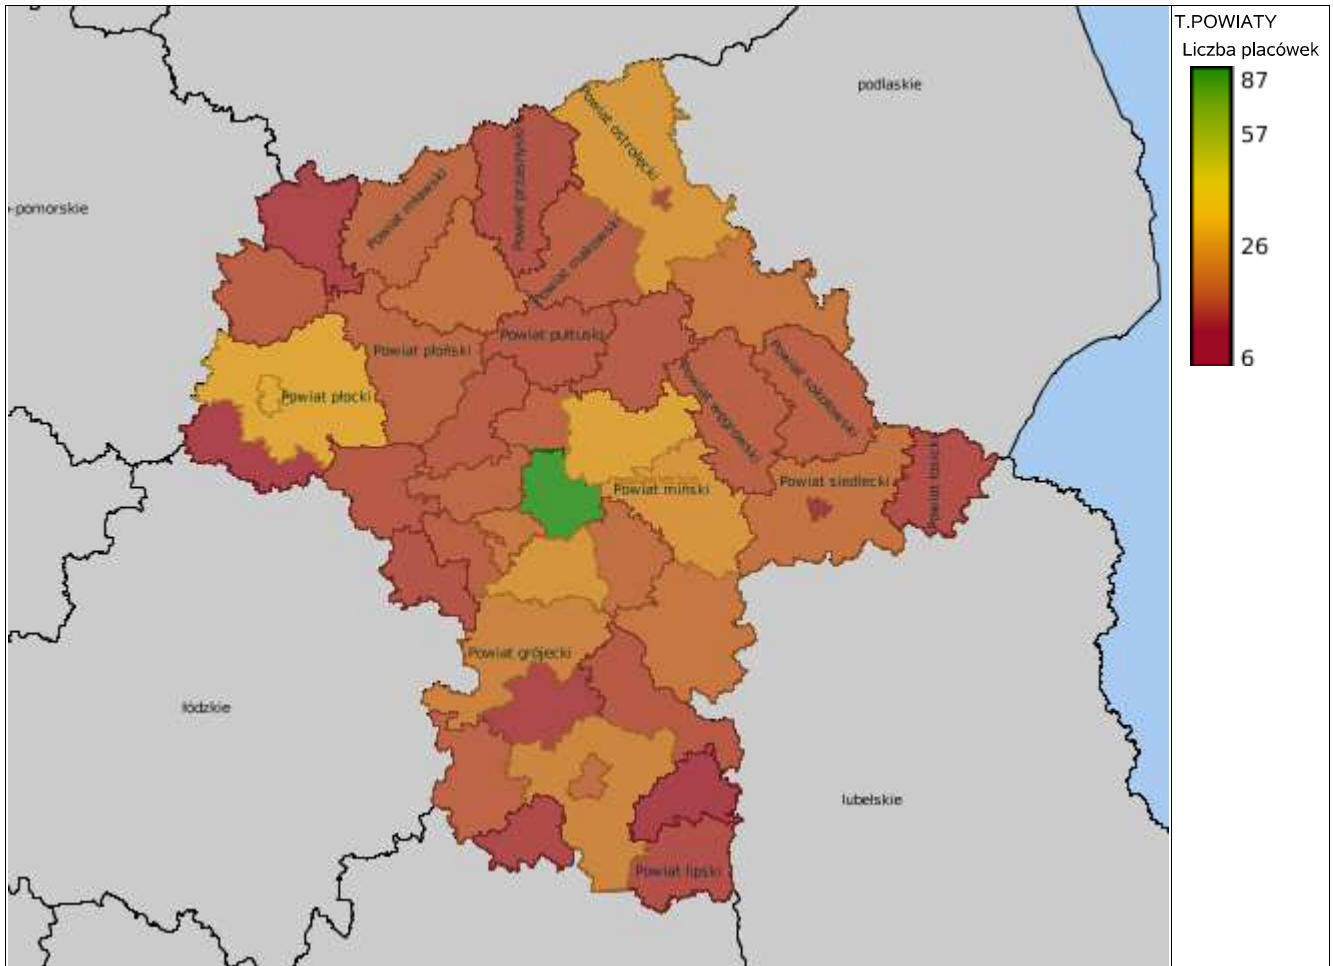 T.POWIATY
Liczba placówek
87
57
26
6
podlaskie
-pomorskie
Powiat ostrołęcki
Powiat mławski
Powiat przasnyski
Powiat makowski
Powiat pułtuski
Powiat płoński
Powiat sokołowski
Powiat węgrowski
Powiat płocki
Powiat siedlecki
Powiat łosicki
Powiat miński
Powiat grójecki
łódzkie
lubelskie
Powiat lipski